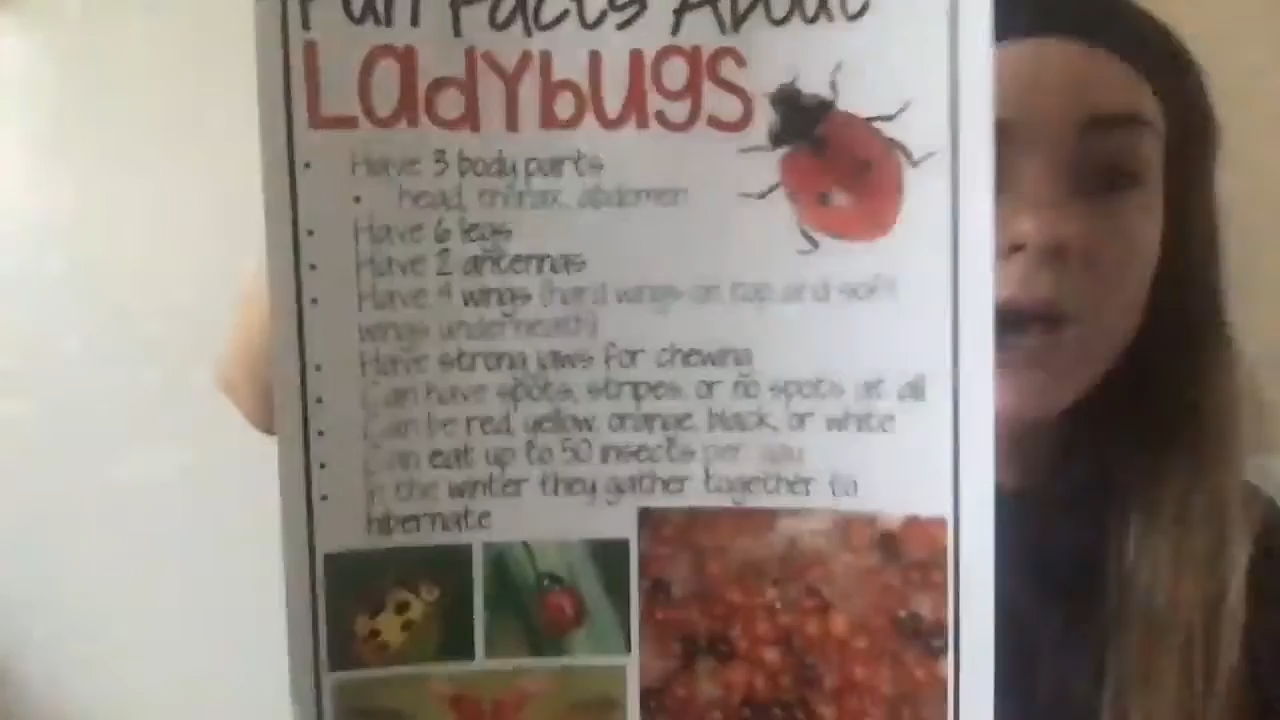 Fun Facts About
Ladybugs
• Have 3 body parts
• head, thorax, abdomen
• Have 6 legs
• Have 2 antennas
• Have 4 wings (hard wings on top and soft
wings underneath)
• Have strong jaws for chewing
• Can have spots, stripes, or no spots at all
• Can be red, yellow, orange, black, or white
• Can eat up to 50 insects per day
• In the winter they gather together to
hibernate